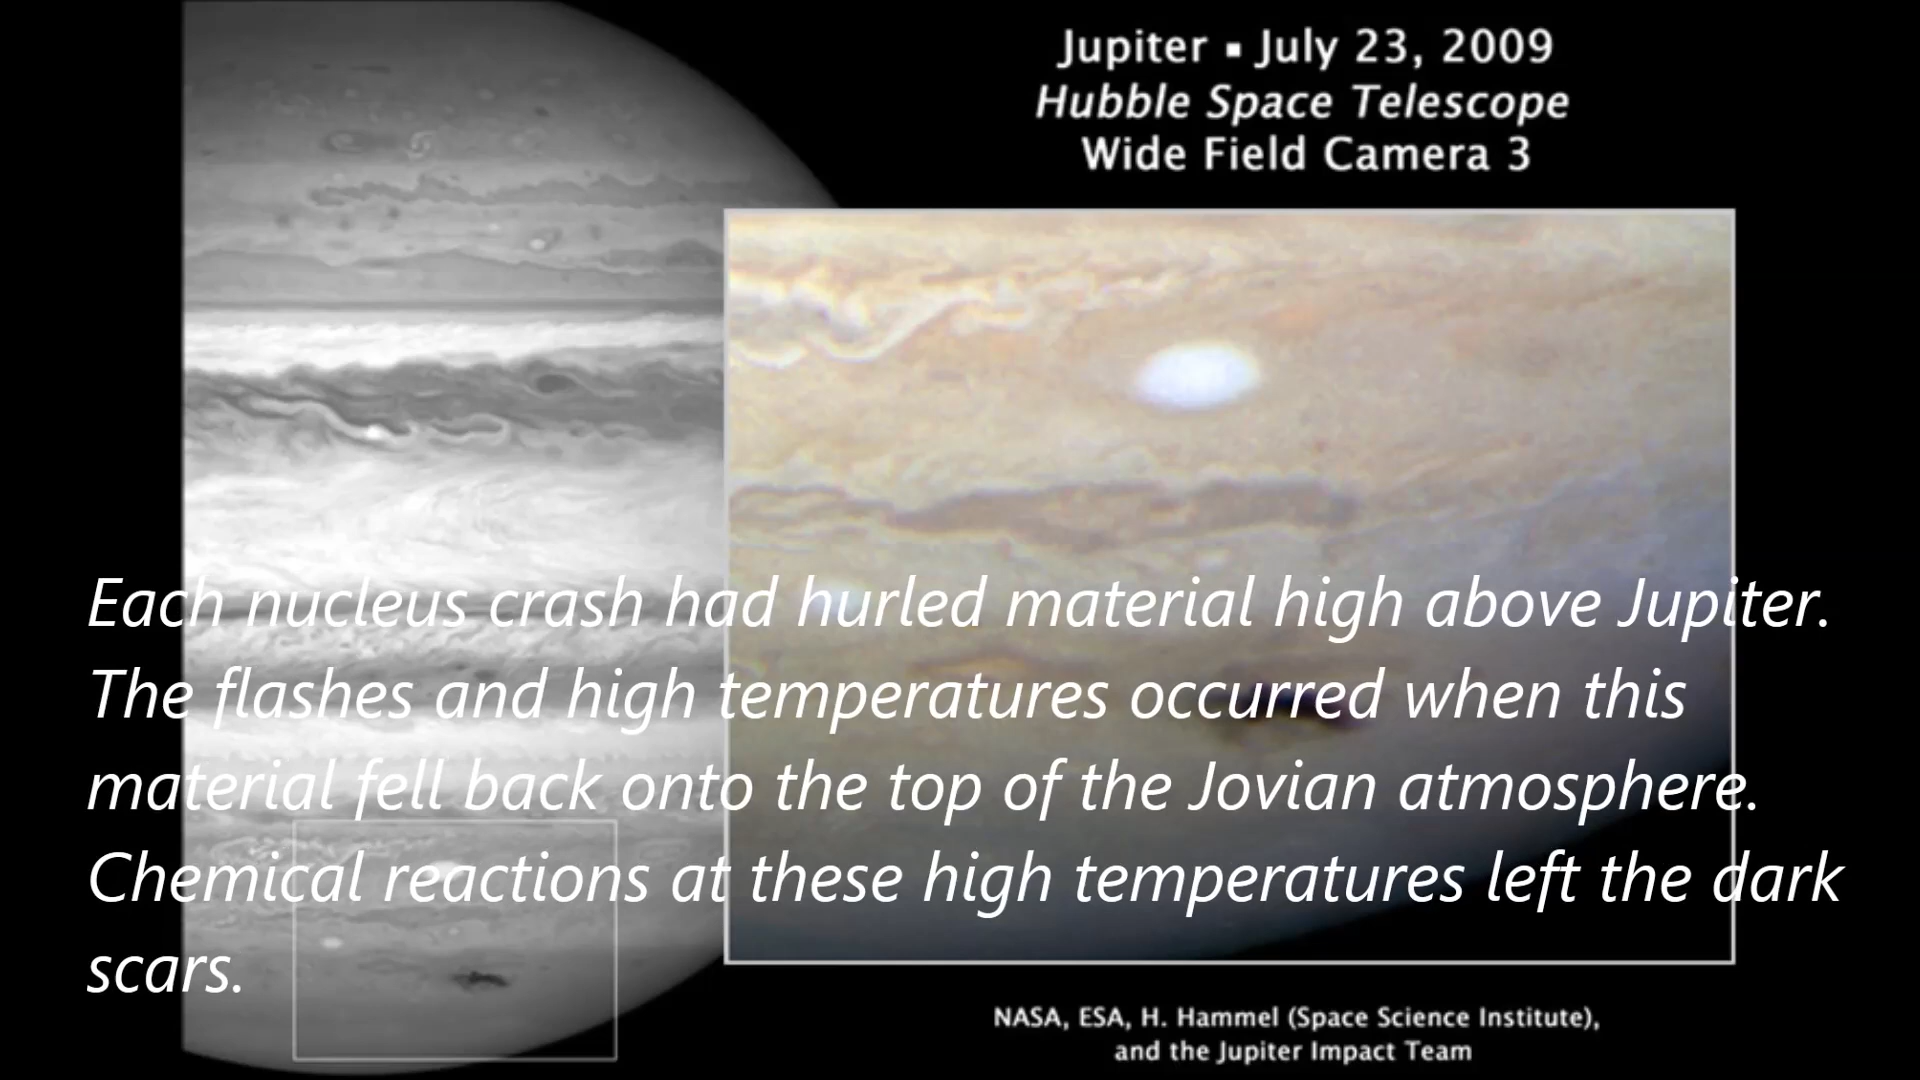 Jupiter ▪ July 23, 2009
Hubble Space Telescope
Wide Field Camera 3
Each nucleus crash had hurled material high above Jupiter.
The flashes and high temperatures occurred when this
material fell back onto the top of the Jovian atmosphere.
Chemical reactions at these high temperatures left the dark
scars.
NASA, ESA, H. Hammel (Space Science Institute),
and the Jupiter Impact Team